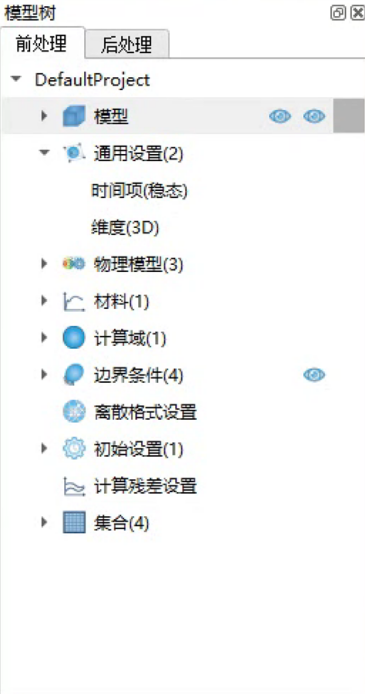 模型树
前处理
后处理
DefaultProject
模型
通用设置(2)
时间项(稳态)
维度(3D)
物理模型(3)
材料(1)
计算域(1)
边界条件(4)
离散格式设置
初始设置(1)
计算残差设置
集合(4)